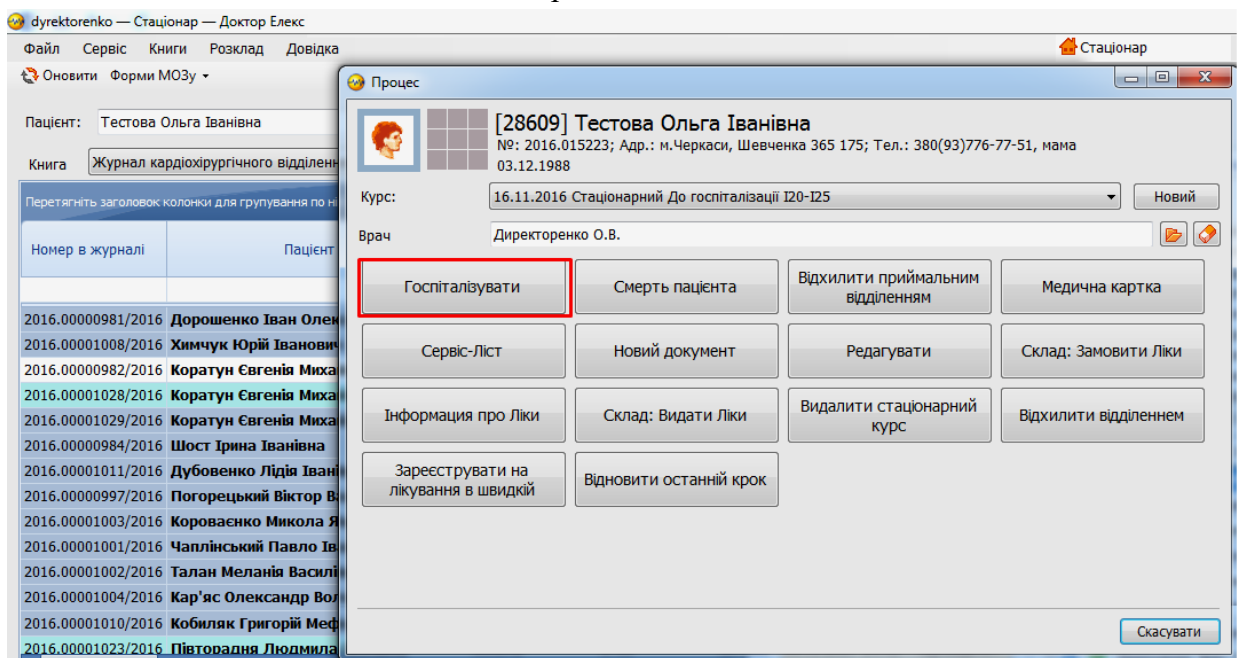 dyrektorenko — Стаціонар — Доктор Елекс
Файл Сервіс Книги Розклад Довідка
Стаціонар
Оновити Форми МОЗу
Пацієнт: Тестова Ольга Іванівна
Книга Журнал кардіохірургічного відділенн
Перетягніть заголовок колонки для групування по
Номер в журналі Пацієнт
2016.00000981/2016 Дорошенко Іван Олек
2016.00001008/2016 Химчук Юрій Іванович
2016.00000982/2016 Коратун Євгенія Миха
2016.00001028/2016 Коратун Євгенія Миха
2016.00001029/2016 Коратун Євгенія Миха
2016.00000984/2016 Шост Ірина Іванівна
2016.00001011/2016 Дубовенко Лідія Івані
2016.00000997/2016 Погорецький Віктор В
2016.00001003/2016 Короваєнко Микола Я
2016.00001001/2016 Чаплінський Павло Ів
2016.00001002/2016 Талан Меланія Василі
2016.00001004/2016 Кар'яс Олександр Вол
2016.00001010/2016 Кобиляк Григорій Меф
2016.00001023/2016 Півторадня Людмила
Процес
[28609] Тестова Ольга Іванівна
№: 2016.015223; Адр.: м.Черкаси, Шевченка 365 175; Тел.: 380(93)776-77-51, мама
03.12.1988
Курс: 16.11.2016 Стаціонарний До госпіталізації I20-I25 Новий
Врач Директоренко О.В.
Госпіталізувати
Смерть пацієнта
Відхилити приймальним
відділенням
Медична картка
Сервіс-Ліст
Новий документ
Редагувати
Склад: Замовити Ліки
Інформация про Ліки
Склад: Видати Ліки
Видалити стаціонарний
курс
Відхилити відділеннем
Зареєструвати на
лікування в швидкій
Відновити останній крок
Скасувати